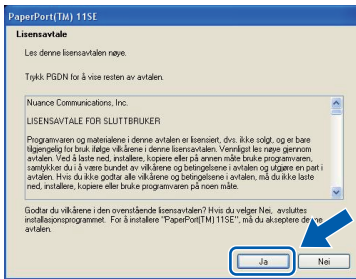 PaperPort(TM) 11SE
Lisensavtale
Les denne lisensavtalen nøye.
Trykk PGDN for å vise resten av avtalen.
Nuance Communications, Inc.
LISENSAVTALE FOR SLUTTBRUKER
Programvaren og materialene i denne avtalen er lisensiert, dvs. ikke solgt, og er bare
tilgjengelig for bruk ifølge vilkårene i denne lisensavtalen. Vennligst les nøye gjennom
avtalen. Ved å laste ned, installere, kopiere eller på annen måte bruke programvaren,
samtykker du i å være bundet av vilkårene og betingelsene i avtalen og utgjøre en part i
avtalen. Hvis du ikke godtar alle vilkårene og betingelsene i avtalen, må du ikke laste
ned, installere, kopiere eller bruke programvaren på noen måte.
Godtar du vilkårene in den ovenstående lisensavtalen? Hvis du velger Nei, avsluttes
installasjonsprogrammet. For å installere "PaperPort(TM) 11SE", må du akseptere denne
avtalen.
Ja
Nei